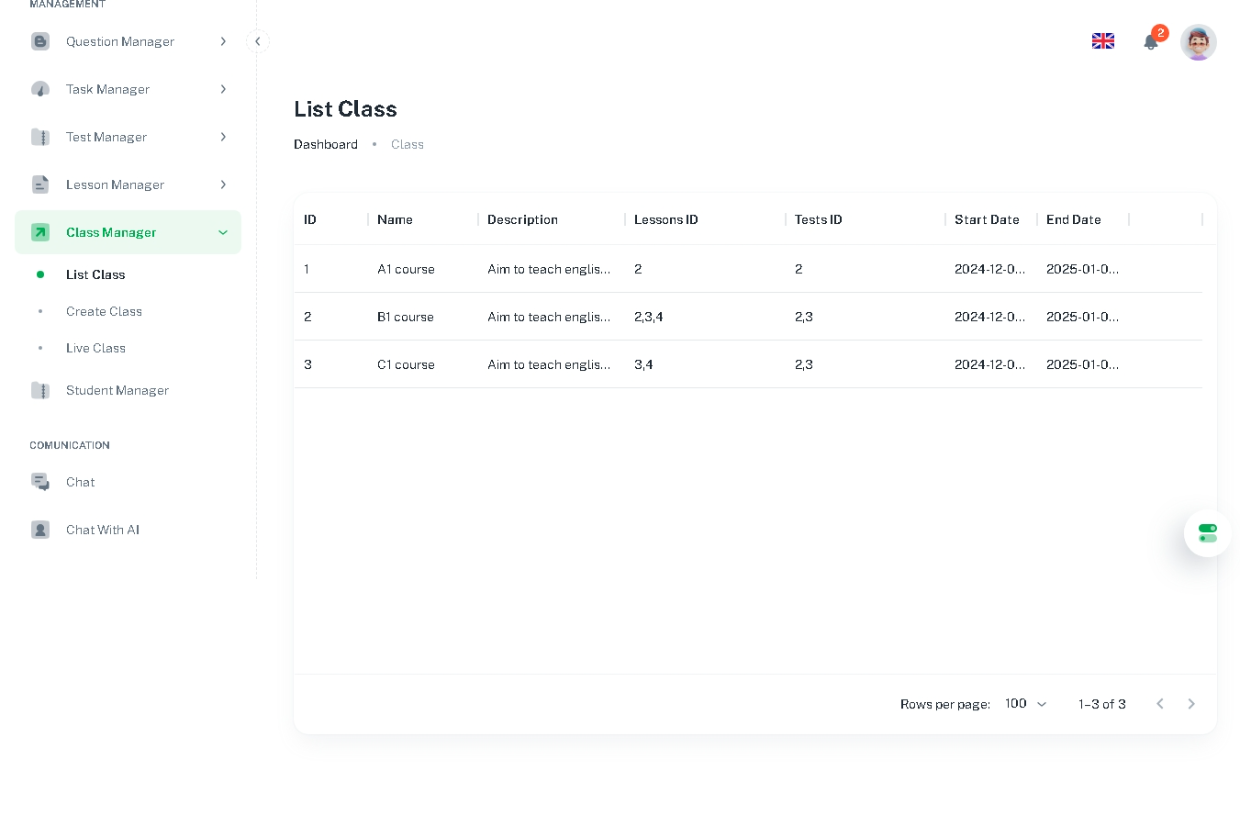 MANAGEMENT
Question Manager
Task Manager
Test Manager
Lesson Manager
Class Manager
List Class
Create Class
Live Class
Student Manager
COMUNICATION
Chat
Chat With AI
2
List Class
Dashboard • Class
ID Name Description Lessons ID Tests ID Start Date End Date
1 A1 course Aim to teach englis... 2 2 2024-12-0... 2025-01-0...
2 B1 course Aim to teach englis... 2,3,4 2,3 2024-12-0... 2025-01-0...
3 C1 course Aim to teach englis... 3,4 2,3 2024-12-0... 2025-01-0...
Rows per page: 100 1–3 of 3